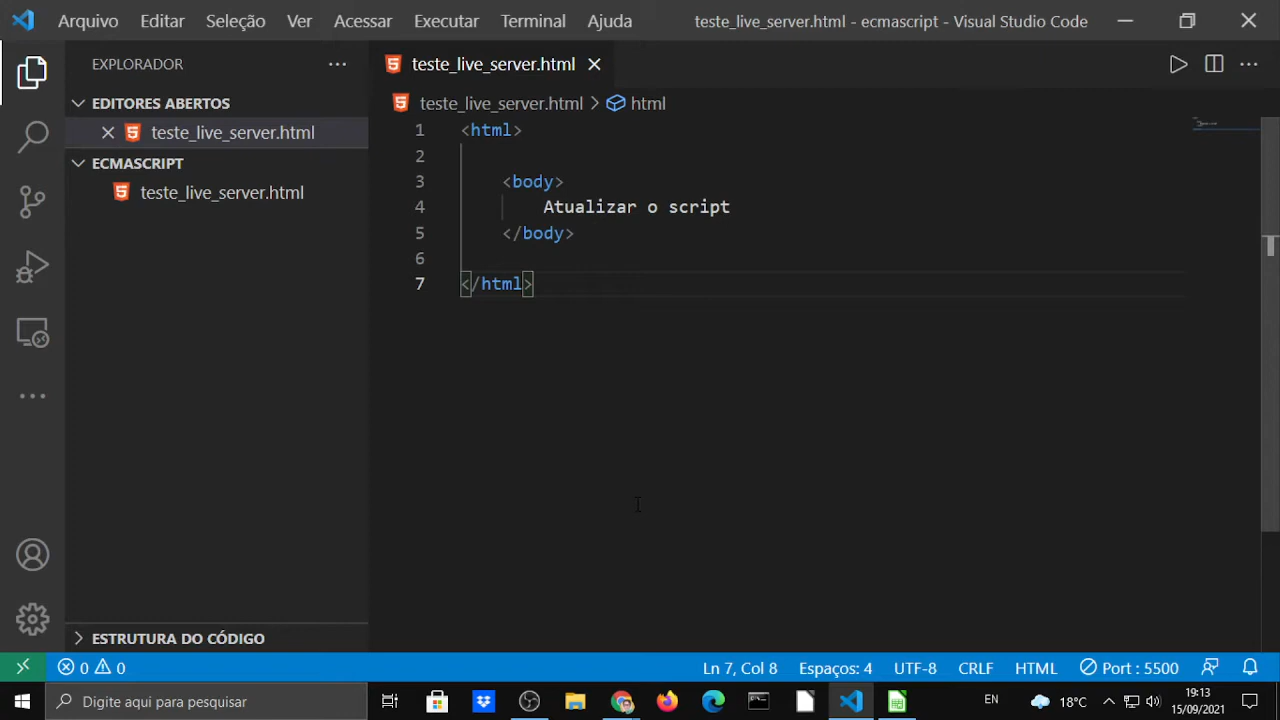 Arquivo Editar Seleção Ver Acessar Executar Terminal Ajuda teste_live_server.html - ecmascript - Visual Studio Code
EXPLORADOR
teste_live_server.html
EDITORES ABERTOS
teste_live_server.html
ECMASCRIPT
teste_live_server.html
teste_live_server.html > html
1 <html>
2
3 <body>
4 Atualizar o script
5 </body>
6
7 </html>
ESTRUTURA DO CÓDIGO
0 0 Ln 7, Col 8 Espaços: 4 UTF-8 CRLF HTML Port : 5500
Digite aqui para pesquisar
EN
18°C
19:13
15/09/2021